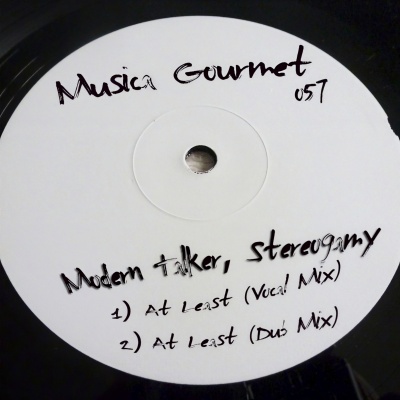 Musica Gourmet
057
Modern talker, stereogamy
1) At Least (Vocal Mix)
2) At Least (Dub Mix)